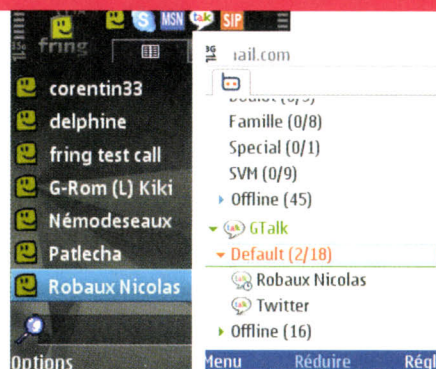 MSN talk SIP
fring
corentin33
delphine
fring test call
G-Rom (L) Kiki
Némodeseaux
Patlecha
Robaux Nicolas
Options
3G ail.com
Famille (0/8)
Special (0/1)
SVM (0/9)
Offline (45)
GTalk
Default (2/18)
Robaux Nicolas
Twitter
Offline (16)
Menu Réduire Régl